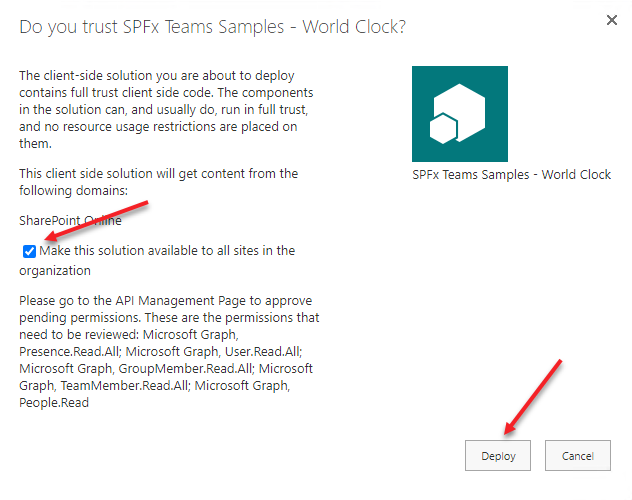 Do you trust SPFx Teams Samples - World Clock?
The client-side solution you are about to deploy
contains full trust client side code. The components
in the solution can, and usually do, run in full trust,
and no resource usage restrictions are placed on
them.
This client side solution will get content from the
following domains:
SharePoint Online
Make this solution available to all sites in the
organization
Please go to the API Management Page to approve
pending permissions. These are the permissions that
need to be reviewed: Microsoft Graph,
Presence.Read.All; Microsoft Graph, User.Read.All;
Microsoft Graph, GroupMember.Read.All; Microsoft
Graph, TeamMember.Read.All; Microsoft Graph,
People.Read
SPFx Teams Samples - World Clock
Deploy
Cancel